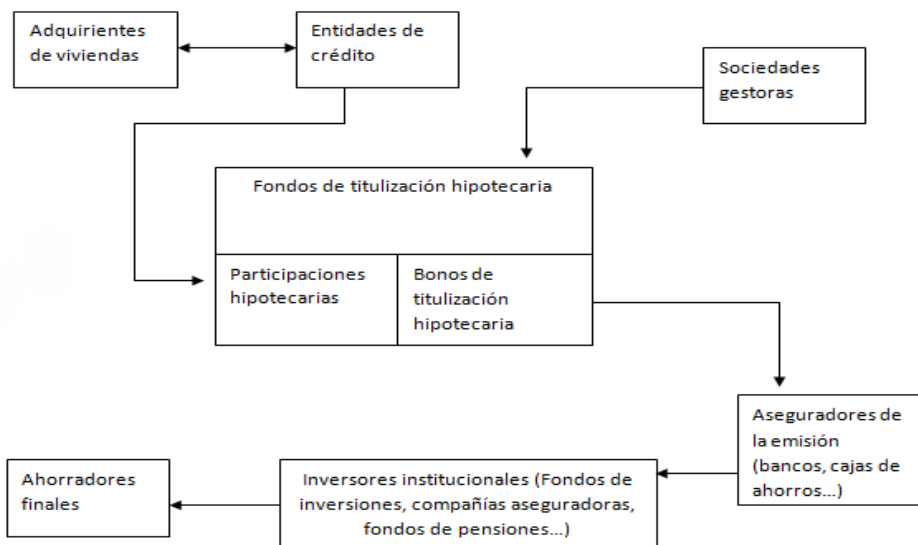 Adquirientes
de viviendas
Entidades de
crédito
Sociedades
gestoras
Fondos de titulización hipotecaria
Participaciones
hipotecarias
Bonos de
titulización
hipotecaria
Aseguradores de
la emisión
(bancos, cajas de
ahorros...)
Inversores institucionales (Fondos de
inversiones, compañías aseguradoras,
fondos de pensiones...)
Ahorradores
finales